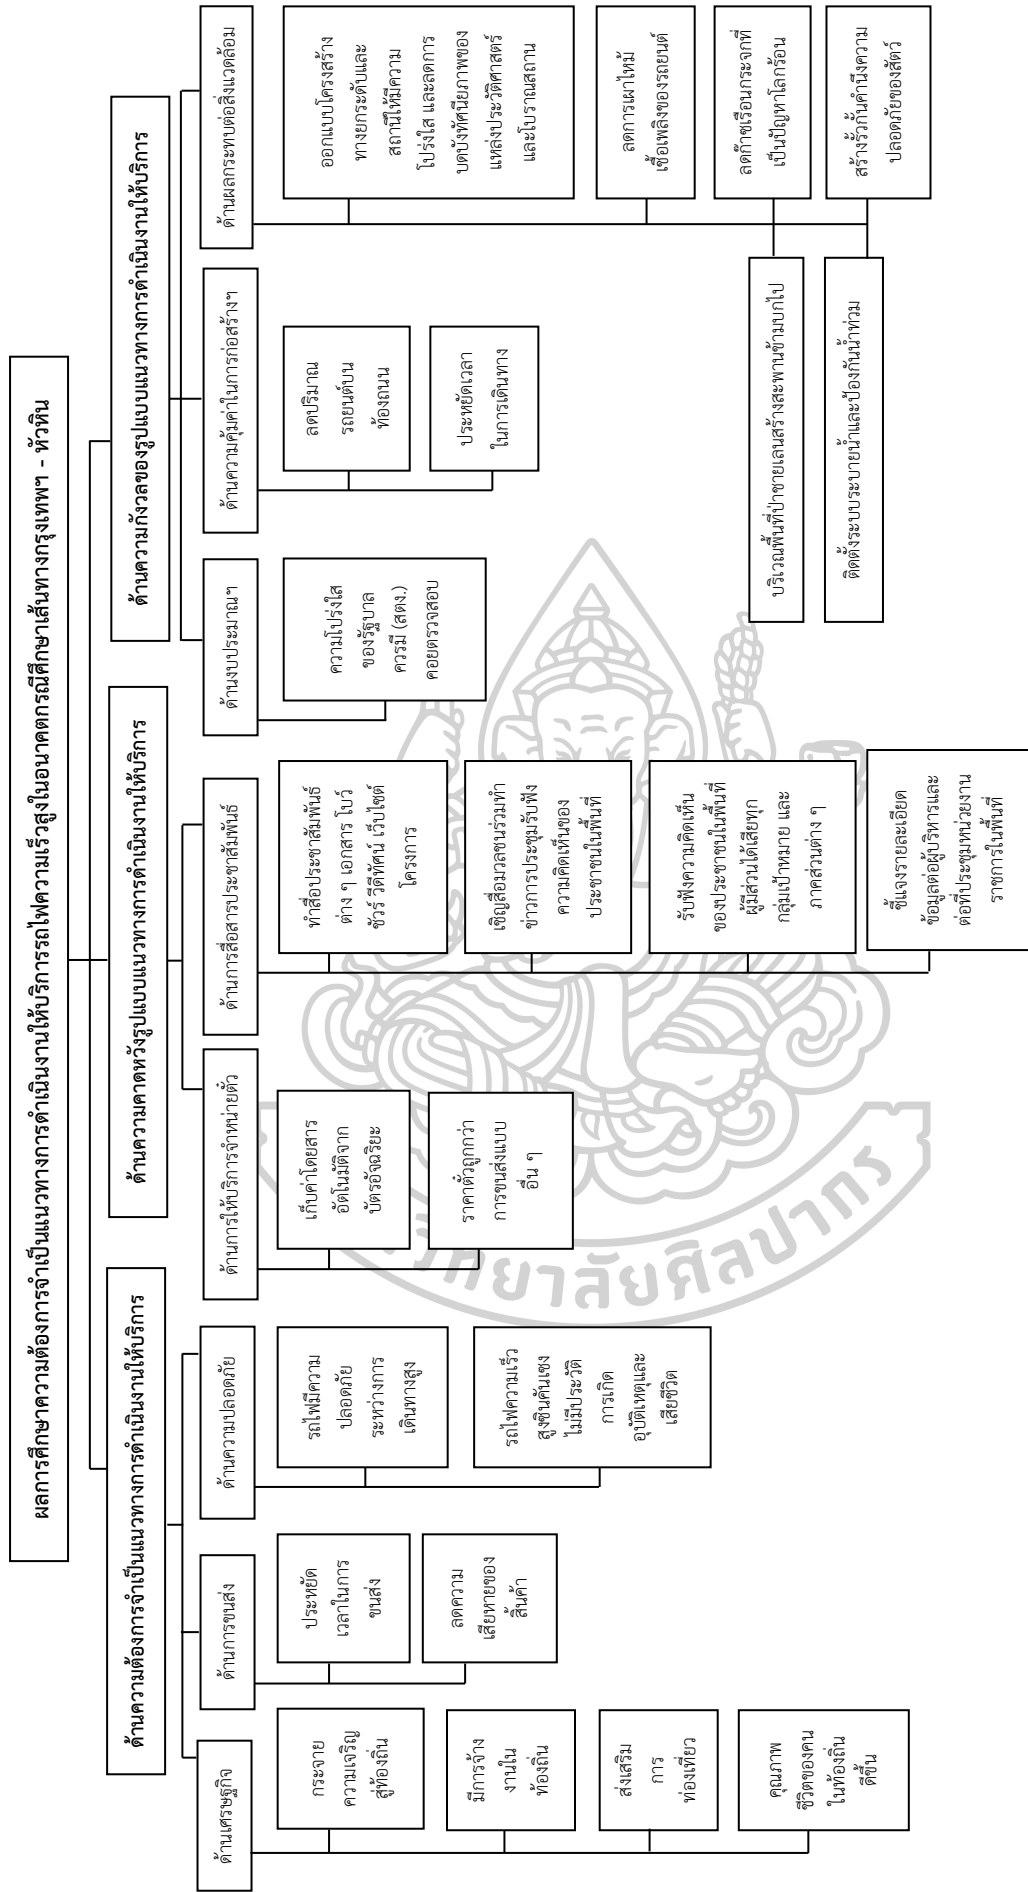 ผลการศึกษาความต้องการจำเป็นแนวทางการดำเนินงานให้บริการรถไฟความเร็วสูงในอนาคตกรณีศึกษาเส้นทางกรุงเทพฯ - หัวหิน
ด้านความต้องการจำเป็นแนวทางการดำเนินงานให้บริการ
ด้านเศรษฐกิจ
กระจาย
ความเจริญ
สู่ท้องถิ่น
มีการจ้าง
งานใน
ท้องถิ่น
ส่งเสริม
การ
ท่องเที่ยว
คุณภาพ
ชีวิตของคน
ในท้องถิ่น
ดีขึ้น
ด้านการขนส่ง
ประหยัด
เวลาในการ
ขนส่ง
ลดความ
เสียหายของ
สินค้า
ด้านความปลอดภัย
รถไฟมีความ
ปลอดภัย
ระหว่างการ
เดินทางสูง
รถไฟความเร็ว
สูงชินคันเซง
ไม่มีประวัติ
การเกิด
อุบัติเหตุและ
เสียชีวิต
ด้านความคาดหวังรูปแบบแนวทางการดำเนินงานให้บริการ
ด้านการให้บริการจำหน่ายตั๋ว
เก็บค่าโดยสาร
อัตโนมัติจาก
บัตรอัจฉริยะ
ราคาตั๋วถูกกว่า
การขนส่งแบบ
อื่น ๆ
ด้านการสื่อสารประชาสัมพันธ์
ทำสื่อประชาสัมพันธ์
ต่าง ๆ เอกสาร โบว์
ชัวร์ วีดีทัศน์ เว็บไซต์
โครงการ
เชิญสื่อมวลชนร่วมทำ
ข่าวการประชุมรับฟัง
ความคิดเห็นของ
ประชาชนในพื้นที่
รับฟังความคิดเห็น
ของประชาชนในพื้นที่
ผู้มีส่วนได้เสียทุก
กลุ่มเป้าหมาย และ
ภาคส่วนต่าง ๆ
ชี้แจงรายละเอียด
ข้อมูลต่อผู้บริหารและ
ต่อที่ประชุมหน่วยงาน
ราชการในพื้นที่
ด้านความกังวลของรูปแบบแนวทางการดำเนินงานให้บริการ
ด้านงบประมาณฯ
ความโปร่งใส
ของรัฐบาล
ควรมี (สตง.)
คอยตรวจสอบ
ด้านความคุ้มค่าในการก่อสร้างฯ
ลดปริมาณ
รถยนต์บน
ท้องถนน
ประหยัดเวลา
ในการเดินทาง
ด้านผลกระทบต่อสิ่งแวดล้อม
ออกแบบโครงสร้าง
ทางยกระดับและ
สถานีให้มีความ
โปร่งใส และลดการ
บดบังทัศนียภาพของ
แหล่งประวัติศาสตร์
และโบราณสถาน
ลดการเผาไหม้
เชื้อเพลิงของรถยนต์
ลดก๊าซเรือนกระจกที่
เป็นปัญหาโลกร้อน
สร้างรั้วกั้นคำนึงความ
ปลอดภัยของสัตว์
บริเวณพื้นที่ป่าชายเลนสร้างสะพานข้ามบกไป
ติดตั้งระบบระบายน้ำและป้องกันน้ำท่วม
วิทยาลัยศิลปากร